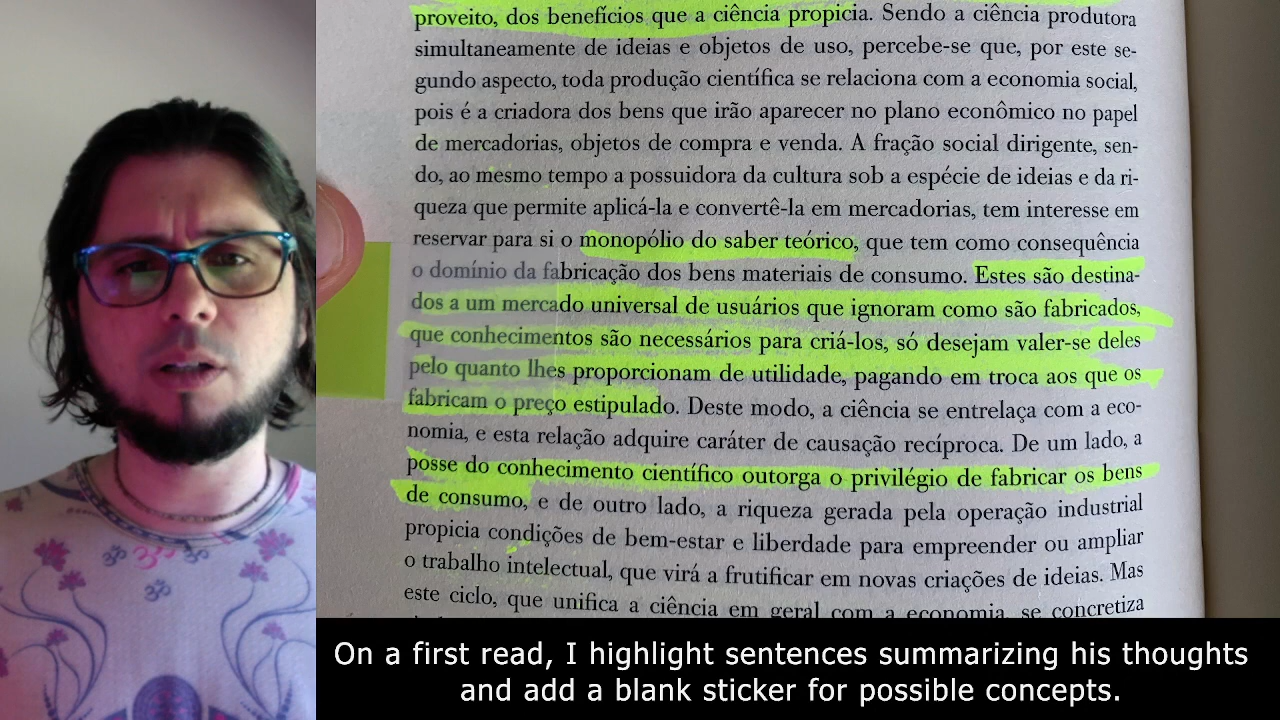 proveito, dos benefícios que a ciência propicia. Sendo a ciência produtora
simultaneamente de ideias e objetos de uso, percebe-se que, por este se-
gundo aspecto, toda produção científica se relaciona com a economia social,
pois é a criadora dos bens que irão aparecer no plano econômico no papel
de mercadorias, objetos de compra e venda. A fração social dirigente, sen-
do, ao mesmo tempo a possuidora da cultura sob a espécie de ideias e da ri-
queza que permite aplicá-la e convertê-la em mercadorias, tem interesse em
reservar para si o monopólio do saber teórico, que tem como consequência
o domínio da fabricação dos bens materiais de consumo. Estes são destina-
dos a um mercado universal de usuários que ignoram como são fabricados,
que conhecimentos são necessários para criá-los, só desejam valer-se deles
pelo quanto lhes proporcionam de utilidade, pagando em troca aos que os
fabricam o preço estipulado. Deste modo, a ciência se entrelaça com a eco-
nomia, e esta relação adquire caráter de causação recíproca. De um lado, a
posse do conhecimento científico outorga o privilégio de fabricar os bens
de consumo, e de outro lado, a riqueza gerada pela operação industrial
propicia condições de bem-estar e liberdade para empreender ou ampliar
o trabalho intelectual, que virá a frutificar em novas criações de ideias. Mas
este ciclo, que unifica a ciência em geral com a economia, se concretiza
On a first read, I highlight sentences summarizing his thoughts
and add a blank sticker for possible concepts.